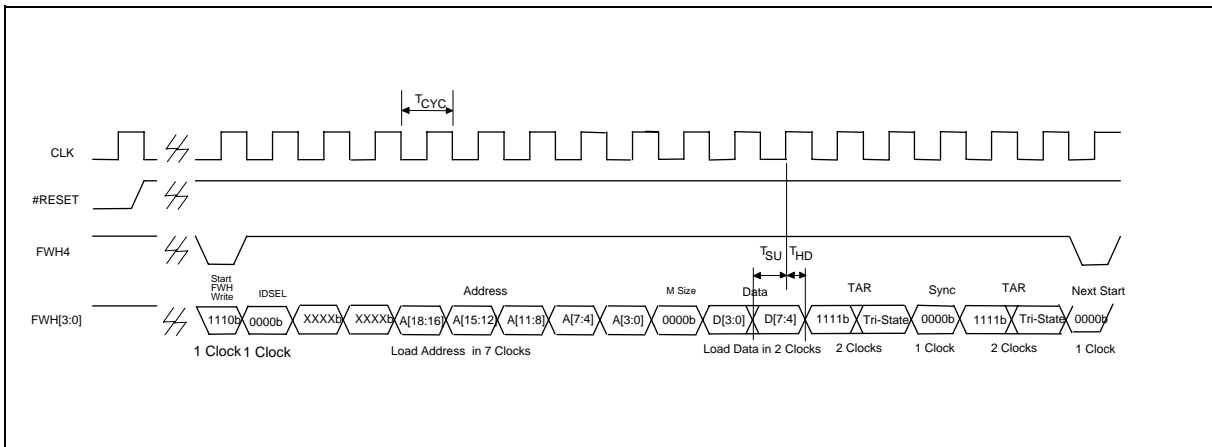 TCYC
CLK
#RESET
FWH4
TSU THD
Start
FWH
Write
IDSEL
Address
M Size
Data
TAR
Sync
TAR
Next Start
FWH[3:0]
1110b 0000b XXXXb XXXXb A[18:16] A[15:12] A[11:8] A[7:4] A[3:0] 0000b D[3:0] D[7:4] 1111b Tri-State 0000b 1111b Tri-State 0000b
1 Clock 1 Clock Load Address in 7 Clocks Load Data in 2 Clocks 2 Clocks 1 Clock 2 Clocks 1 Clock